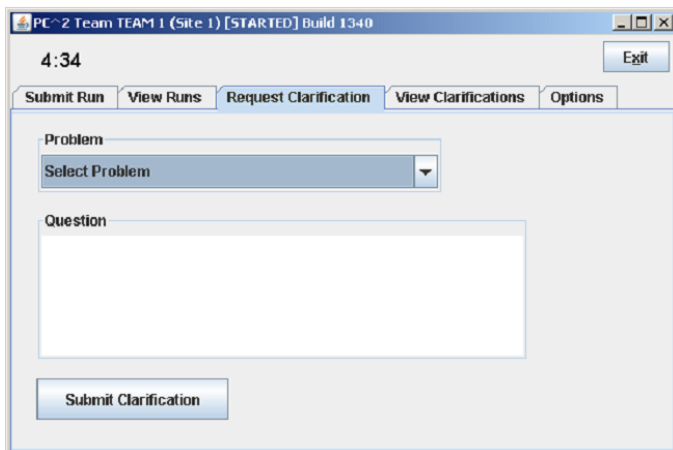 PC^2 Team TEAM 1 (Site 1) [STARTED] Build 1340
4:34
Exit
Submit Run View Runs Request Clarification View Clarifications Options
Problem
Select Problem
Question
Submit Clarification